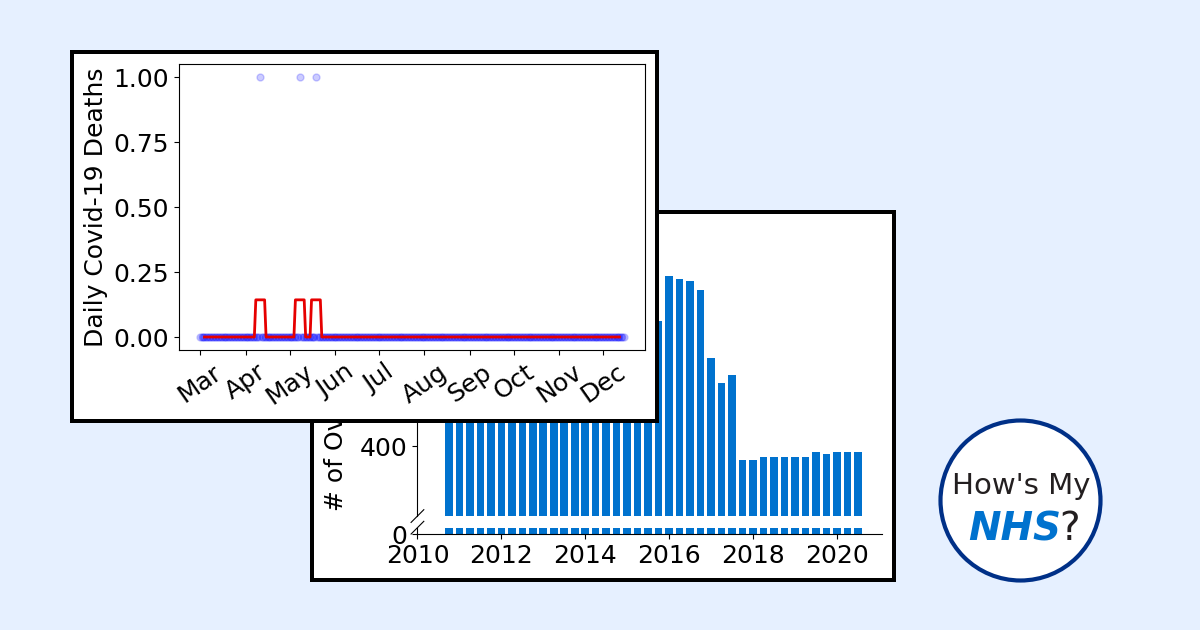 Daily Covid-19 Deaths
1.00
0.75
0.50
0.25
0.00
Mar Apr May Jun Jul Aug Sep Oct Nov Dec
# of
400
0
2010 2012 2014 2016 2018 2020
How's My
NHS?